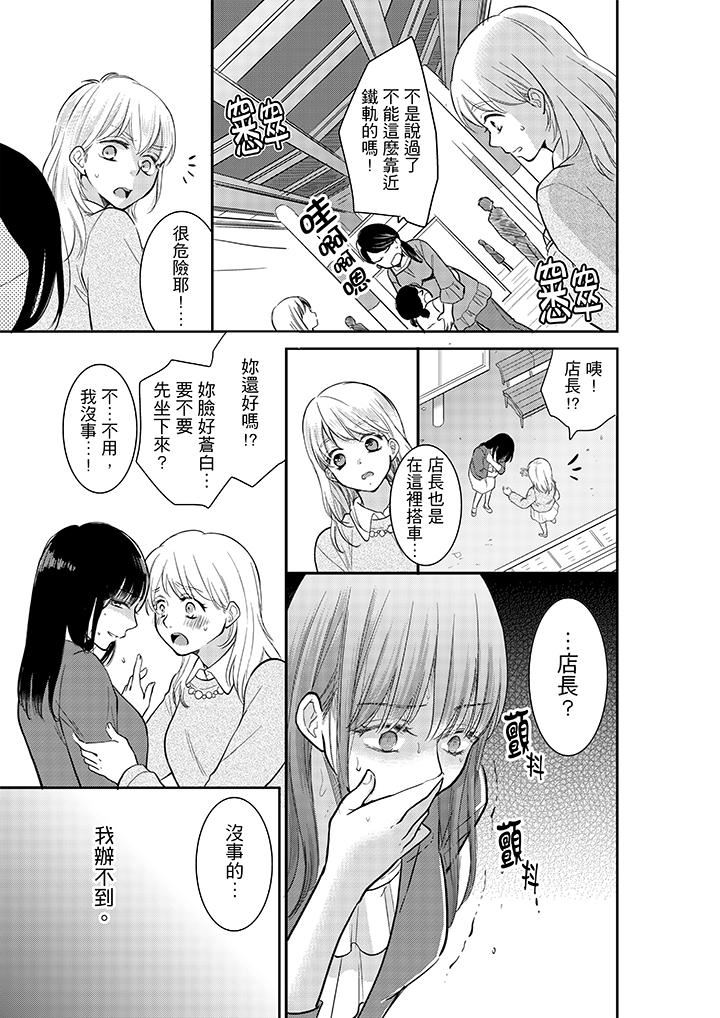 不是說過了
不能這麼靠近
鐵軌的嗎！
窸
窣
哇
啊
啊
嗯
窸
窣
很危險耶！…
咦！
店長!?
店長也是
在這裡搭車…
妳還好嗎!?
妳臉好蒼白…
要不要
先坐下來？
不…不用，
我沒事…！
…店長？
顫抖
顫抖
沒事的…
我辦不到。